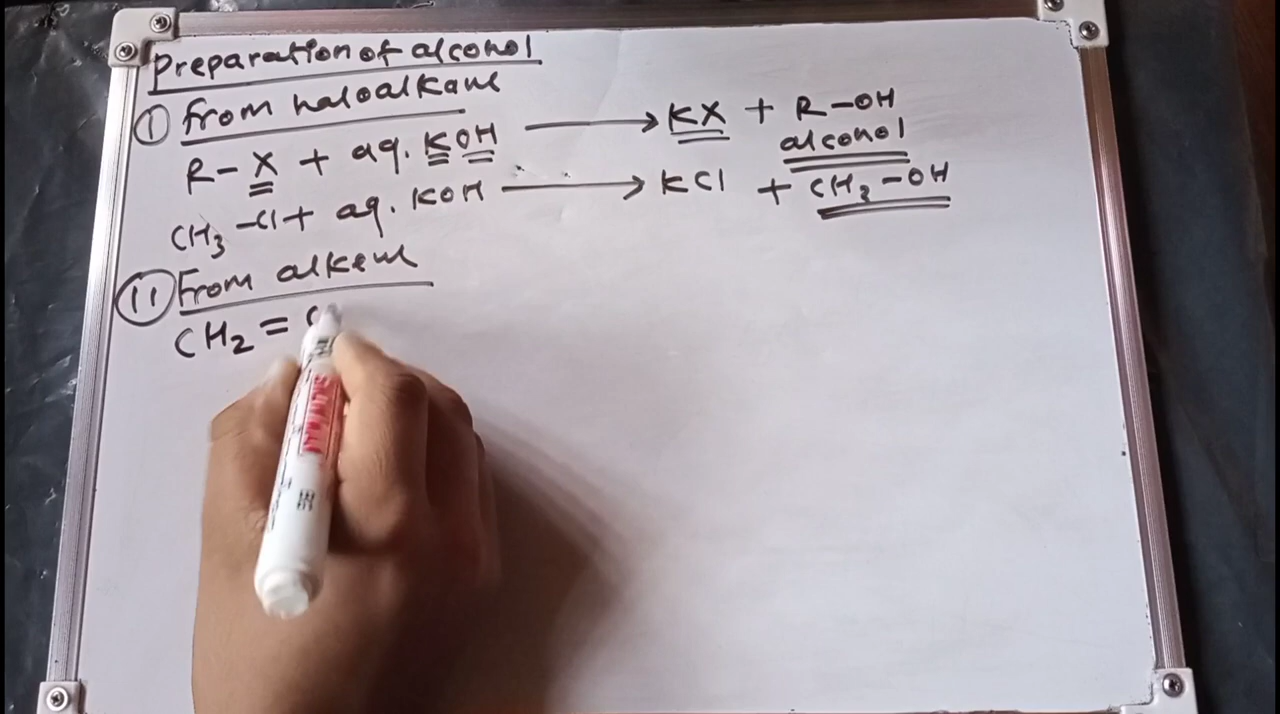 Preparation of alcohol
① From haloalkane
R-X + aq. KOH ⟶ KX + R-OH
alcohol
CH3-Cl + aq. KOH ⟶ KCl + CH3-OH
(ii) From alkene
CH2 = C